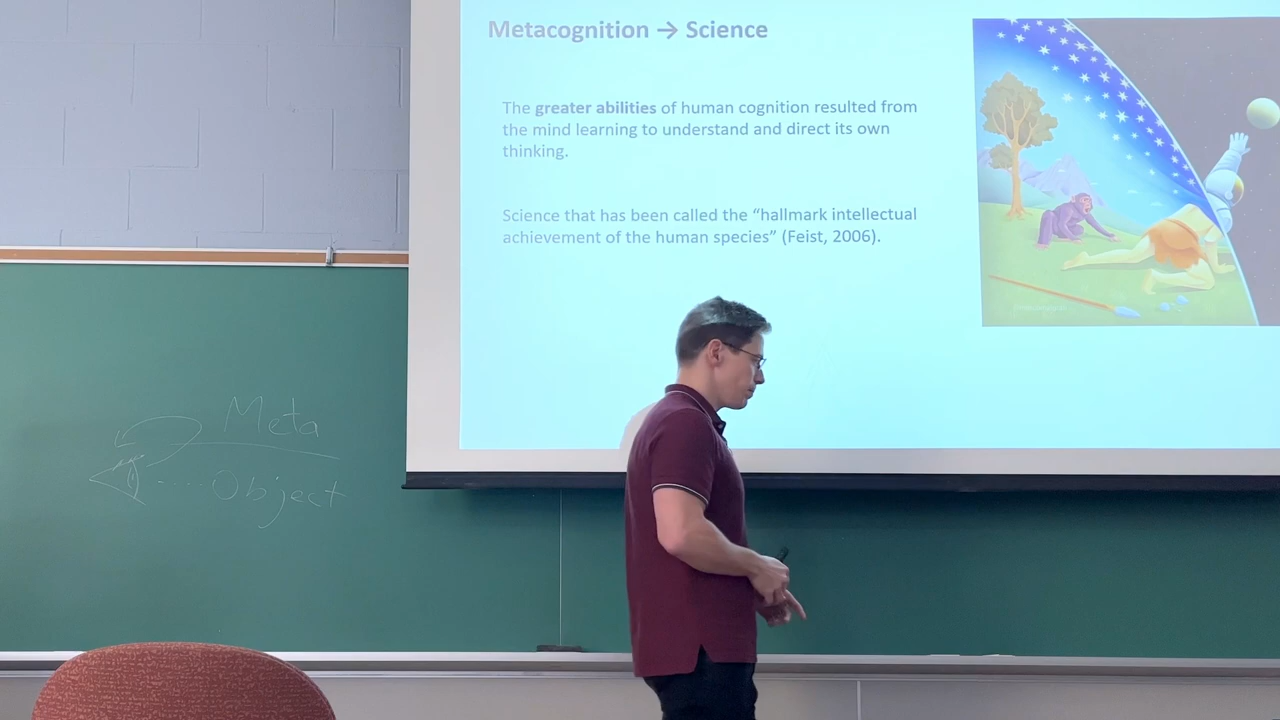 Metacognition → Science
The greater abilities of human cognition resulted from
the mind learning to understand and direct its own
thinking.
Science that has been called the “hallmark intellectual
achievement of the human species” (Feist, 2006).
Meta
Object